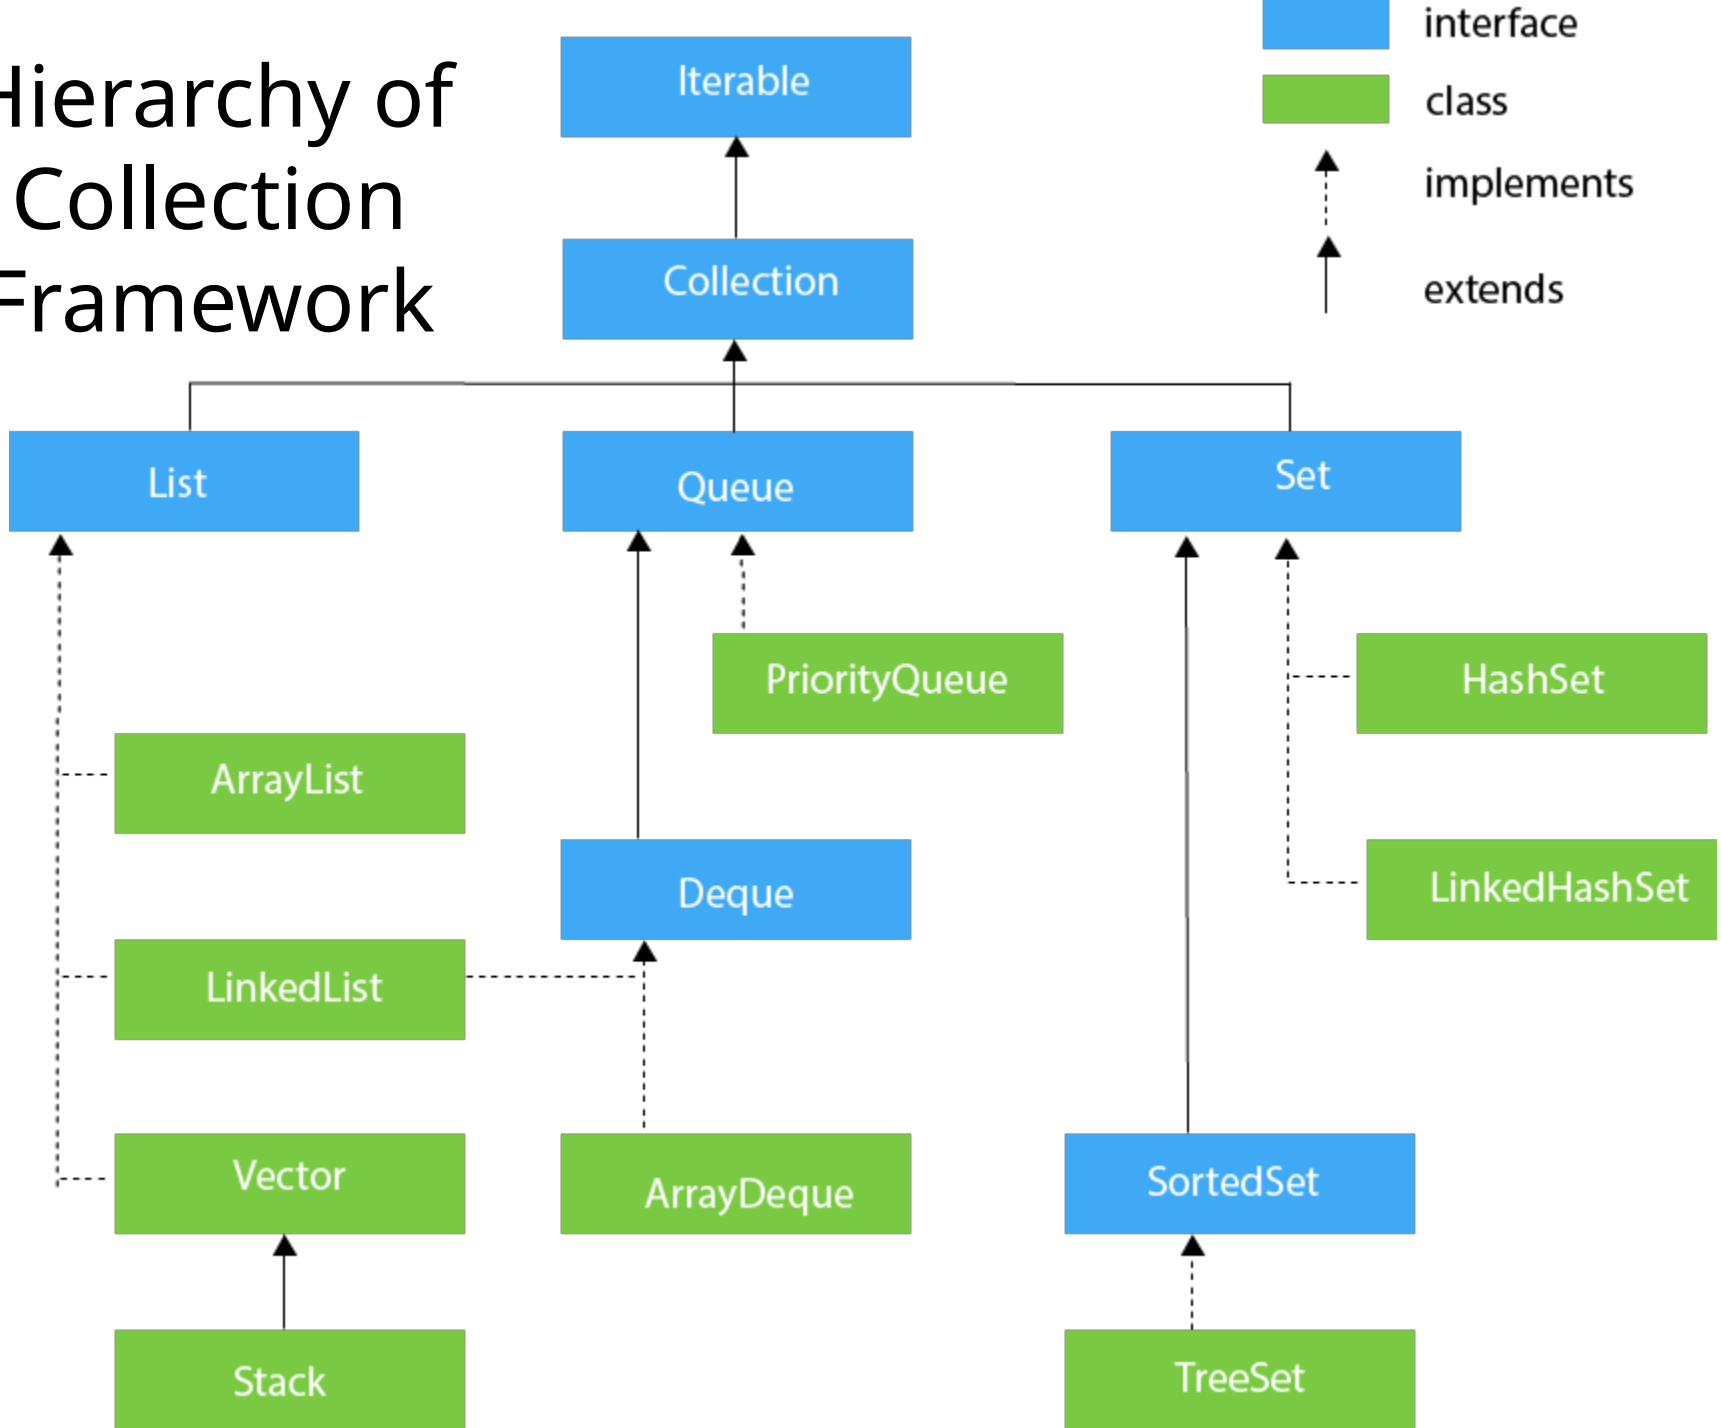 Hierarchy of
Collection
Framework
interface
class
implements
extends
Iterable
Collection
List
Queue
Set
PriorityQueue
HashSet
ArrayList
Deque
LinkedHashSet
LinkedList
Vector
ArrayDeque
SortedSet
Stack
TreeSet